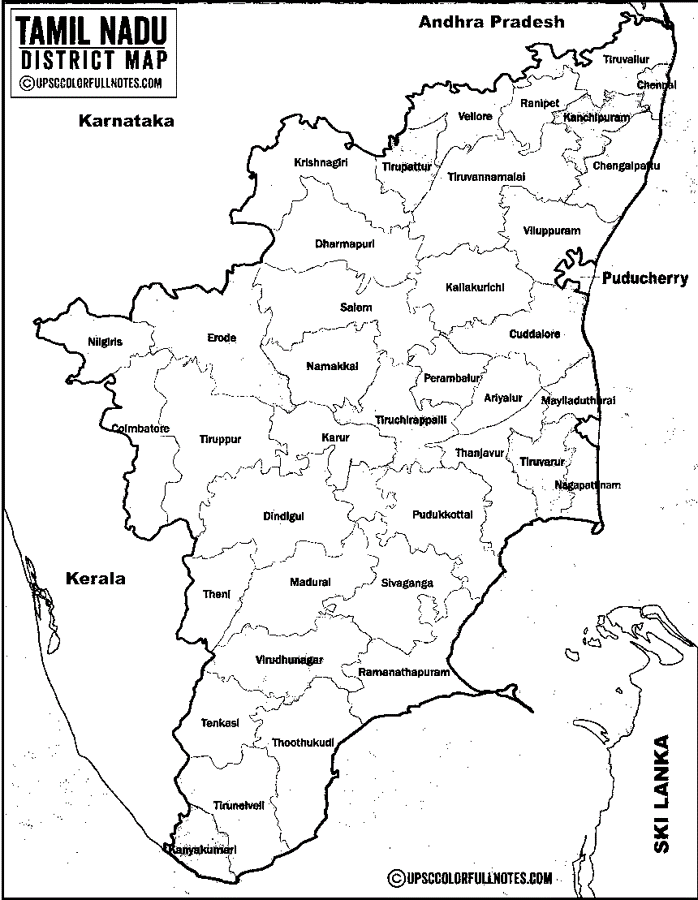 TAMIL NADU
DISTRICT MAP
©UPSCCOLORFULLNOTES.COM
Andhra Pradesh
Karnataka
Tiruvallur
Chennai
Ranipet
Vellore
Kanchipuram
Krishnagiri
Tirupattur
Tiruvannamalai
Chengalpattu
Viluppuram
Dharmapuri
Puducherry
Kallakurichi
Salem
Cuddalore
Nilgiris
Erode
Namakkal
Perambalur
Ariyalur
Mayiladuthurai
Coimbatore
Tiruchirappalli
Tiruppur
Karur
Thanjavur
Tiruvarur
Nagapattinam
Dindigul
Pudukkottai
Kerala
Theni
Madurai
Sivaganga
Virudhunagar
Ramanathapuram
Tenkasi
Thoothukudi
SKI LANKA
Tirunelveli
Kanyakumari
©UPSCCOLORFULLNOTES.COM